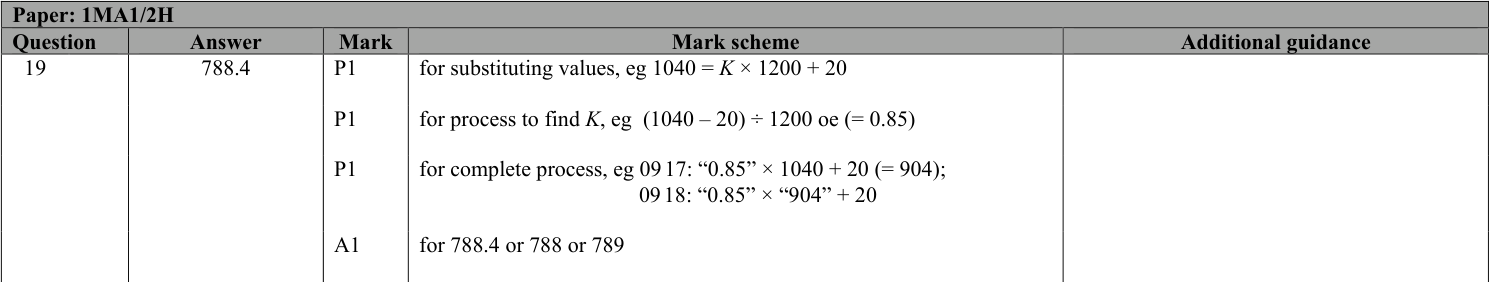 Paper: 1MA1/2H
Question Answer Mark Mark scheme Additional guidance
19 788.4 P1 for substituting values, eg 1040 = K × 1200 + 20
P1 for process to find K, eg (1040 – 20) ÷ 1200 oe (= 0.85)
P1 for complete process, eg 09 17: “0.85” × 1040 + 20 (= 904);
09 18: “0.85” × “904” + 20
A1 for 788.4 or 788 or 789